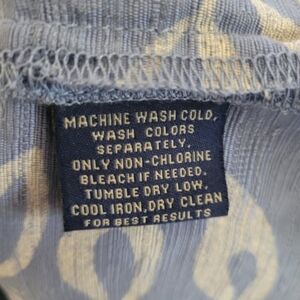 MACHINE WASH COLD,
WASH COLORS
SEPARATELY.
ONLY NON-CHLORINE
BLEACH IF NEEDED.
TUMBLE DRY LOW.
COOL IRON, DRY CLEAN
FOR BEST RESULTS